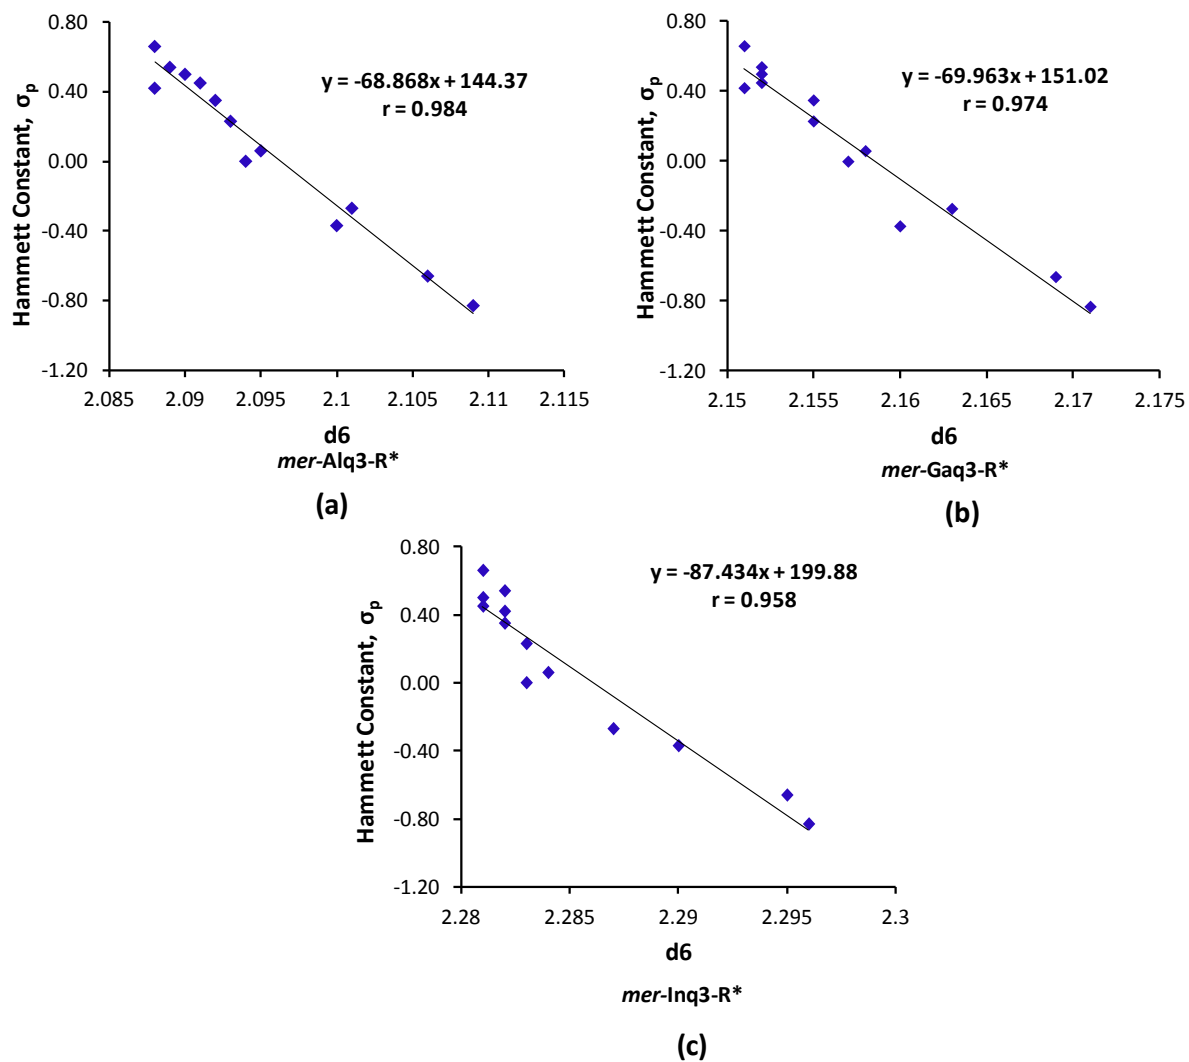 Hammett Constant, σp
0.80
0.40
0.00
-0.40
-0.80
-1.20
y = -68.868x + 144.37
r = 0.984
2.085 2.09 2.095 2.1 2.105 2.11 2.115
d6
mer-Alq3-R*
(a)
Hammett Constant, σp
0.80
0.40
0.00
-0.40
-0.80
-1.20
y = -69.963x + 151.02
r = 0.974
2.15 2.155 2.16 2.165 2.17 2.175
d6
mer-Gaq3-R*
(b)
Hammett Constant, σp
0.80
0.40
0.00
-0.40
-0.80
-1.20
y = -87.434x + 199.88
r = 0.958
2.28 2.285 2.29 2.295 2.3
d6
mer-Inq3-R*
(c)